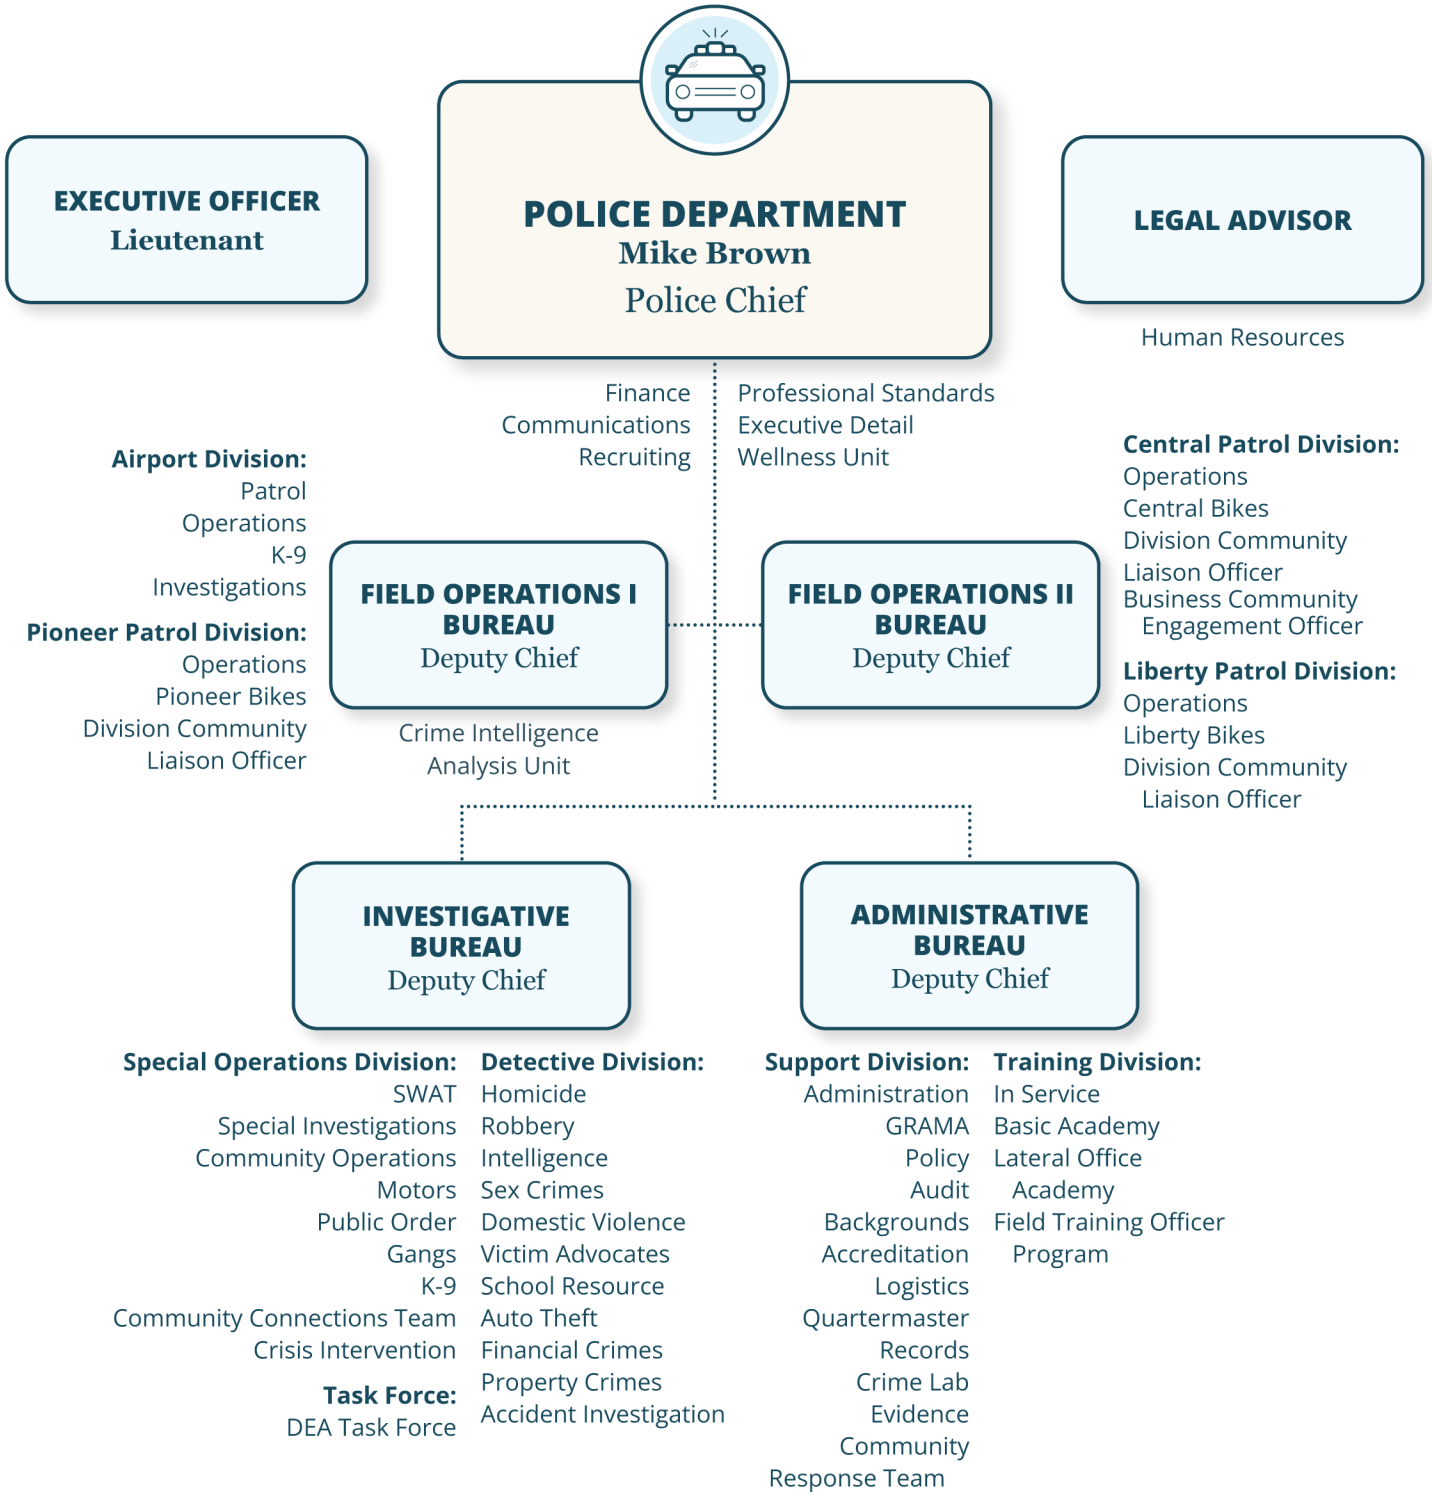 EXECUTIVE OFFICER
Lieutenant
POLICE DEPARTMENT
Mike Brown
Police Chief
LEGAL ADVISOR
Human Resources
Finance
Communications
Recruiting
Professional Standards
Executive Detail
Wellness Unit
Airport Division:
Patrol
Operations
K-9
Investigations
Pioneer Patrol Division:
Operations
Pioneer Bikes
Division Community
Liaison Officer
FIELD OPERATIONS I
BUREAU
Deputy Chief
Crime Intelligence
Analysis Unit
FIELD OPERATIONS II
BUREAU
Deputy Chief
Central Patrol Division:
Operations
Central Bikes
Division Community
Liaison Officer
Business Community
Engagement Officer
Liberty Patrol Division:
Operations
Liberty Bikes
Division Community
Liaison Officer
INVESTIGATIVE
BUREAU
Deputy Chief
Special Operations Division:
SWAT
Special Investigations
Community Operations
Motors
Public Order
Gangs
K-9
Community Connections Team
Crisis Intervention
Task Force:
DEA Task Force
Detective Division:
Homicide
Robbery
Intelligence
Sex Crimes
Domestic Violence
Victim Advocates
School Resource
Auto Theft
Financial Crimes
Property Crimes
Accident Investigation
ADMINISTRATIVE
BUREAU
Deputy Chief
Support Division:
Administration
GRAMA
Policy
Audit
Backgrounds
Accreditation
Logistics
Quartermaster
Records
Crime Lab
Evidence
Community
Response Team
Training Division:
In Service
Basic Academy
Lateral Office
Academy
Field Training Officer
Program